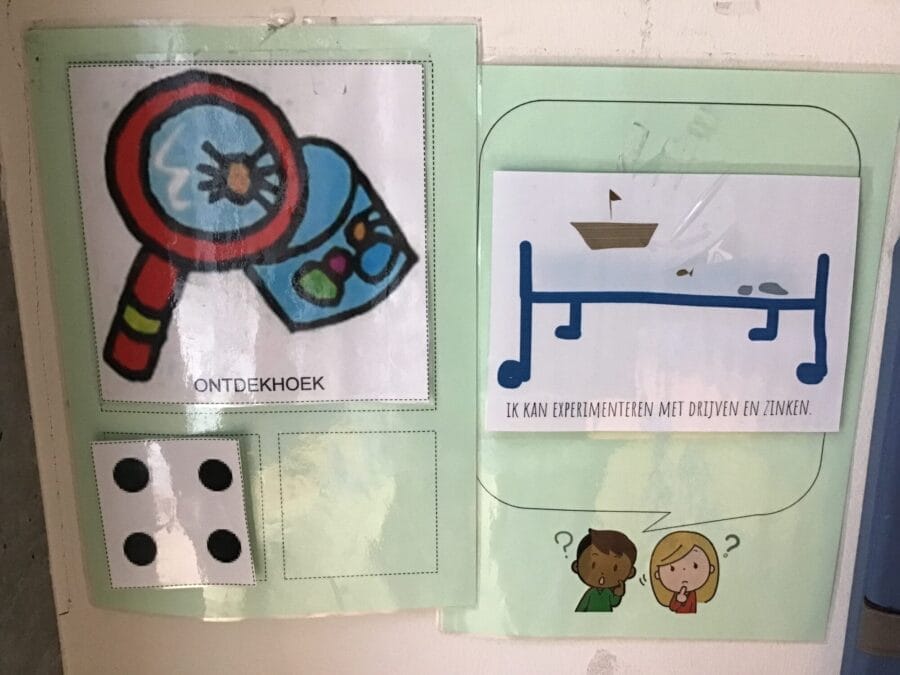 ONTDEKHOEK
IK KAN EXPERIMENTEREN MET DRIJVEN EN ZINKEN.
? ?